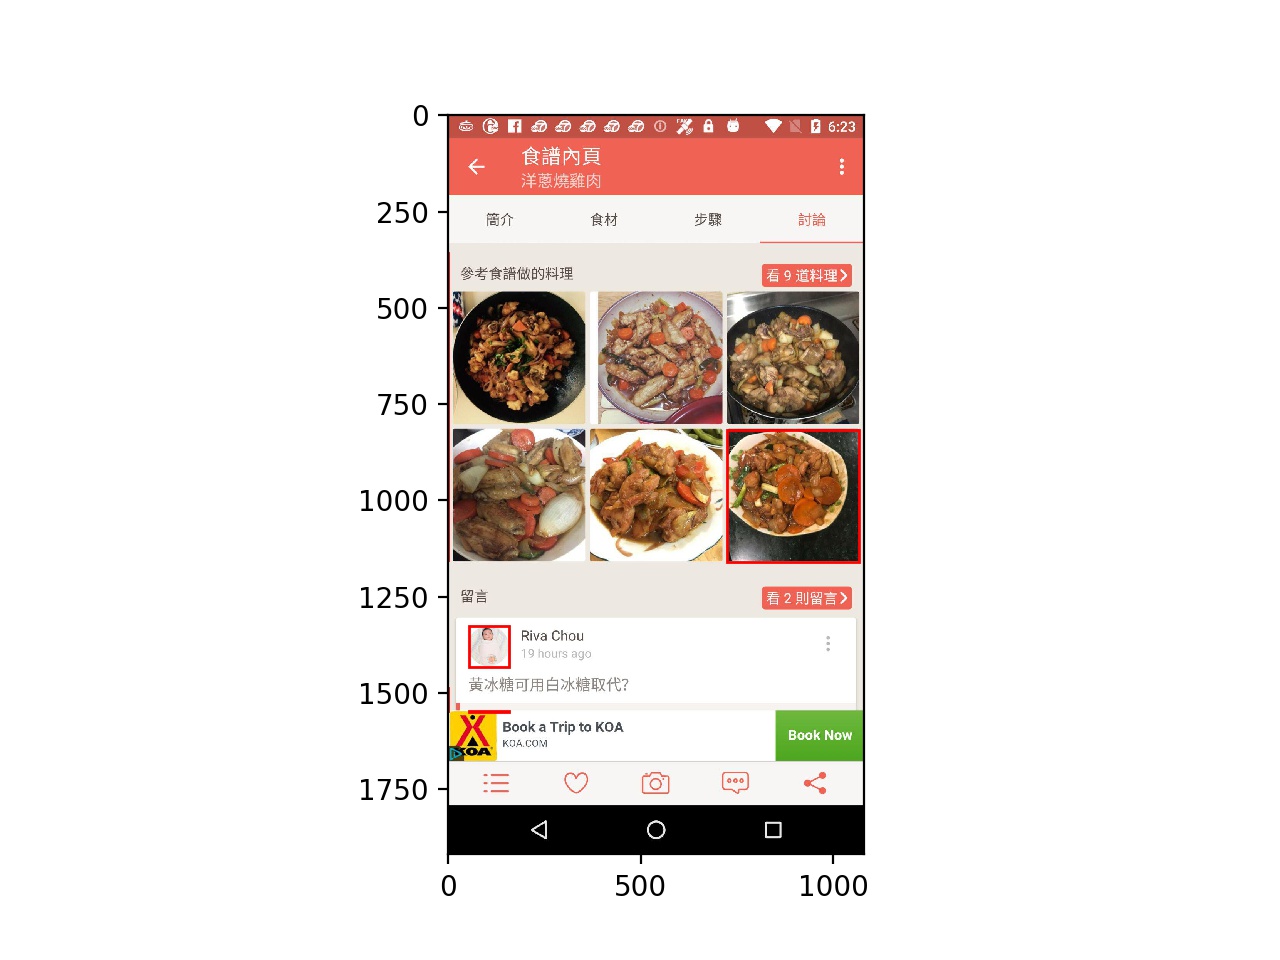 0
250
500
750
1000
1250
1500
1750
0
500
1000
6:23
食譜內頁
洋蔥燒雞肉
簡介
食材
步驟
討論
參考食譜做的料理
看 9 道料理
留言
看 2 則留言
Riva Chou
19 hours ago
黃冰糖可用白冰糖取代？
KOA
Book a Trip to KOA
KOA.COM
Book Now